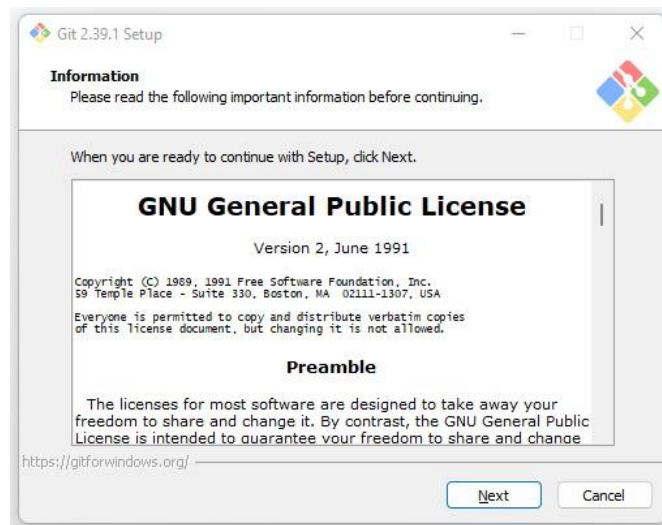 Git 2.39.1 Setup
Information
Please read the following important information before continuing.
When you are ready to continue with Setup, click Next.
GNU General Public License
Version 2, June 1991
Copyright (C) 1989, 1991 Free Software Foundation, Inc.
59 Temple Place - Suite 330, Boston, MA  02111-1307, USA
Everyone is permitted to copy and distribute verbatim copies
of this license document, but changing it is not allowed.
Preamble
The licenses for most software are designed to take away your
freedom to share and change it. By contrast, the GNU General Public
License is intended to guarantee your freedom to share and change
https://gitforwindows.org/
Next
Cancel